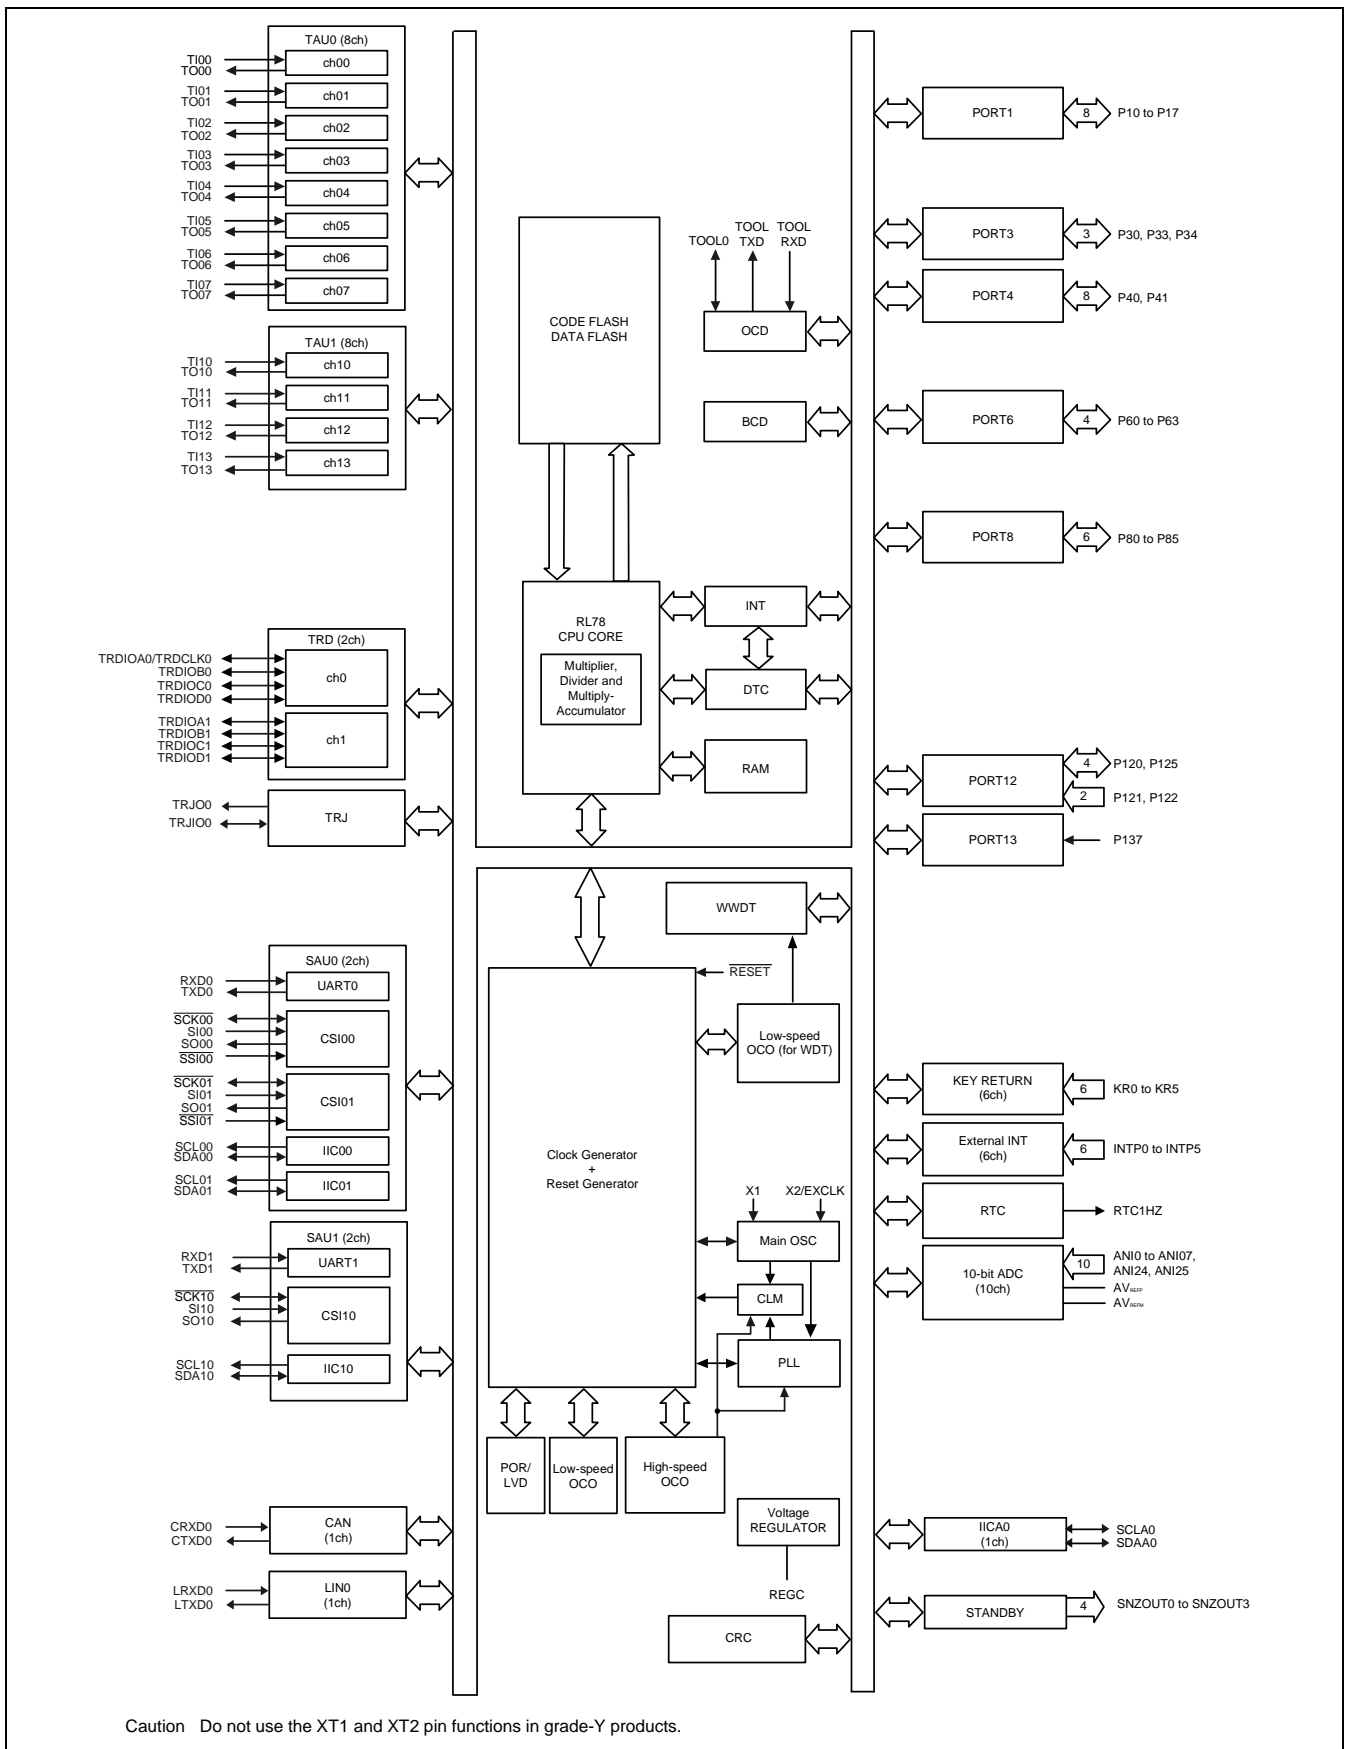 TAU0 (8ch)
TI00
TO00
ch00
TI01
TO01
ch01
TI02
TO02
ch02
TI03
TO03
ch03
TI04
TO04
ch04
TI05
TO05
ch05
TI06
TO06
ch06
TI07
TO07
ch07
TAU1 (8ch)
TI10
TO10
ch10
TI11
TO11
ch11
TI12
TO12
ch12
TI13
TO13
ch13
TRD (2ch)
TRDIOA0/TRDCLK0
TRDIOB0
TRDIOC0
TRDIOD0
ch0
TRDIOA1
TRDIOB1
TRDIOC1
TRDIOD1
ch1
TRJO0
TRJIO0
TRJ
SAU0 (2ch)
RXD0
TXD0
UART0
SCK00
SI00
SO00
SSI00
CSI00
SCK01
SI01
SO01
SSI01
CSI01
SCL00
SDA00
IIC00
SCL01
SDA01
IIC01
SAU1 (2ch)
RXD1
TXD1
UART1
SCK10
SI10
SO10
CSI10
SCL10
SDA10
IIC10
CRXD0
CTXD0
CAN
(1ch)
LRXD0
LTXD0
LIN0
(1ch)
CODE FLASH
DATA FLASH
TOOL0
TOOL
TXD
TOOL
RXD
OCD
BCD
RL78
CPU CORE
Multiplier,
Divider and
Multiply-
Accumulator
INT
DTC
RAM
WWDT
RESET
Low-speed
OCO (for WDT)
Clock Generator
+
Reset Generator
X1
X2/EXCLK
Main OSC
CLM
PLL
POR/
LVD
Low-speed
OCO
High-speed
OCO
Voltage
REGULATOR
REGC
CRC
PORT1
8
P10 to P17
PORT3
3
P30, P33, P34
PORT4
8
P40, P41
PORT6
4
P60 to P63
PORT8
6
P80 to P85
PORT12
4
P120, P125
2
P121, P122
PORT13
P137
KEY RETURN
(6ch)
6
KR0 to KR5
External INT
(6ch)
6
INTP0 to INTP5
RTC
RTC1HZ
10-bit ADC
(10ch)
10
ANI0 to ANI07,
ANI24, ANI25
AVREFP
AVREFM
IICA0
(1ch)
SCLA0
SDAA0
STANDBY
4
SNZOUT0 to SNZOUT3
Caution Do not use the XT1 and XT2 pin functions in grade-Y products.